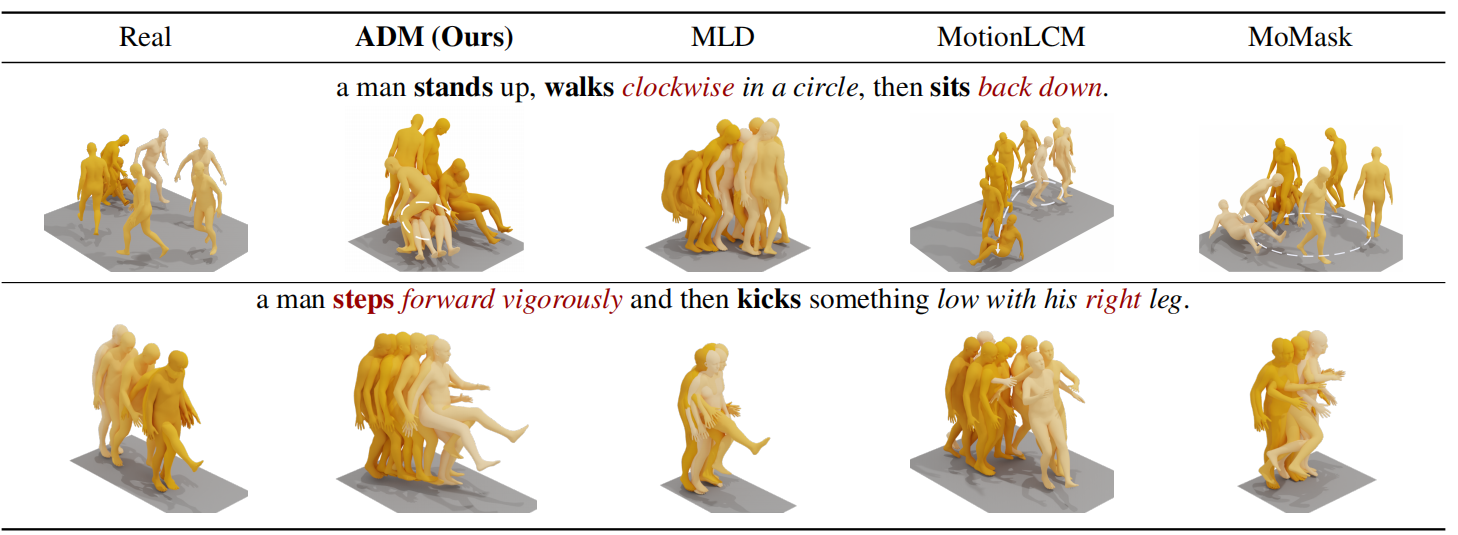 Real ADM (Ours) MLD MotionLCM MoMask
a man stands up, walks clockwise in a circle, then sits back down.
a man steps forward vigorously and then kicks something low with his right leg.